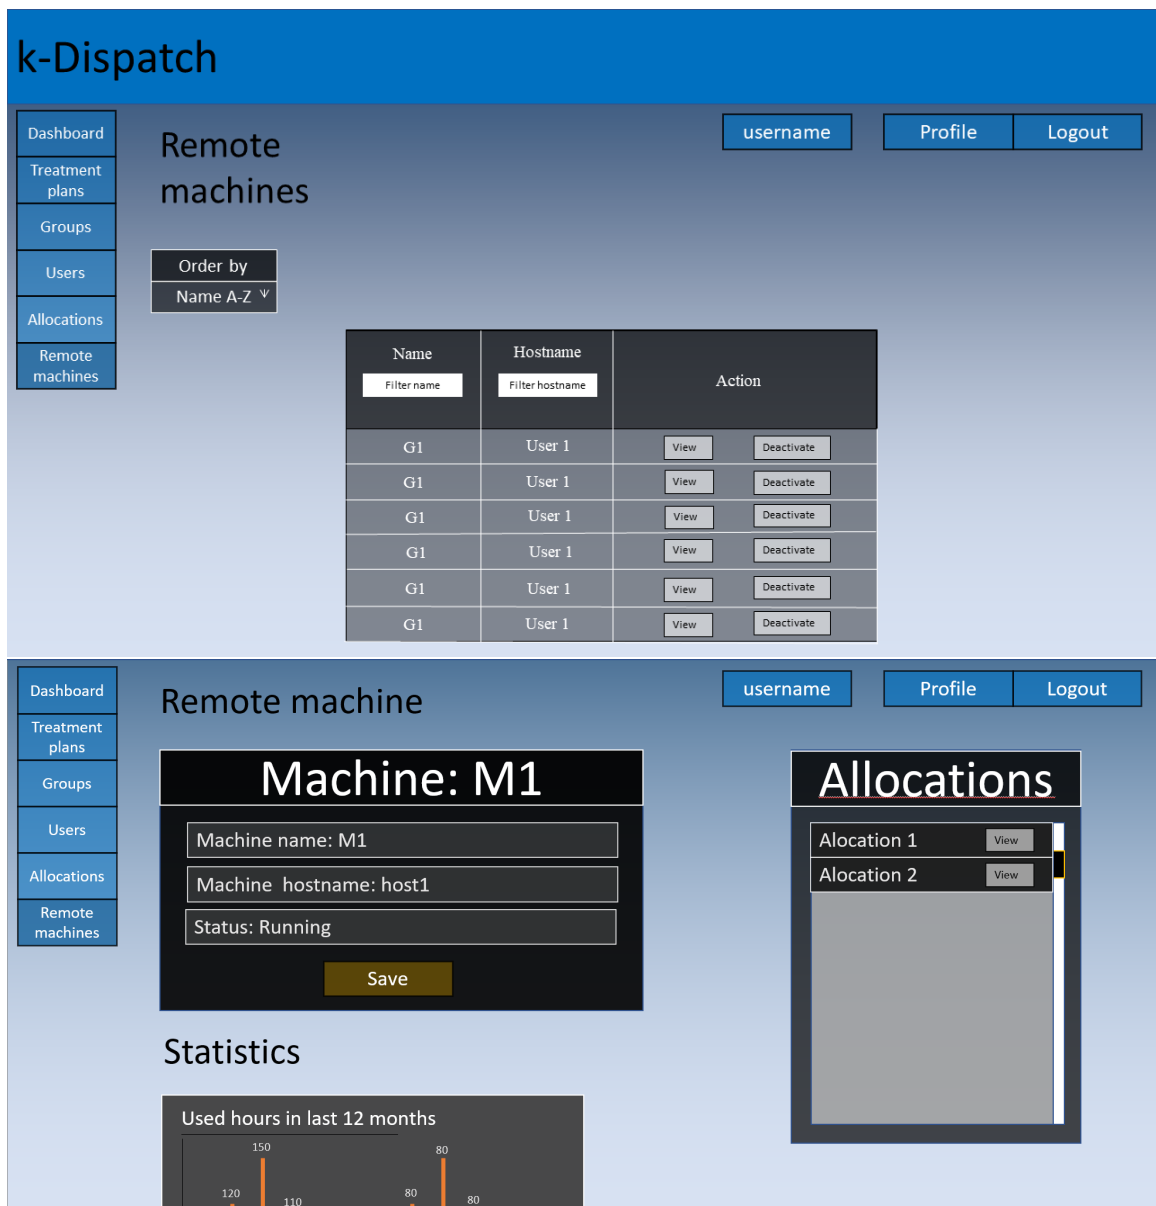 k-Dispatch
Dashboard
Treatment
plans
Groups
Users
Allocations
Remote
machines
Remote
machines
username
Profile
Logout
Order by
Name A-Z
Name
Hostname
Action
Filter name
Filter hostname
G1 User 1 View Deactivate
G1 User 1 View Deactivate
G1 User 1 View Deactivate
G1 User 1 View Deactivate
G1 User 1 View Deactivate
G1 User 1 View Deactivate
Dashboard
Treatment
plans
Groups
Users
Allocations
Remote
machines
Remote machine
username
Profile
Logout
Machine: M1
Machine name: M1
Machine hostname: host1
Status: Running
Save
Allocations
Alocation 1 View
Alocation 2 View
Statistics
Used hours in last 12 months
150
80
120
110
80
80